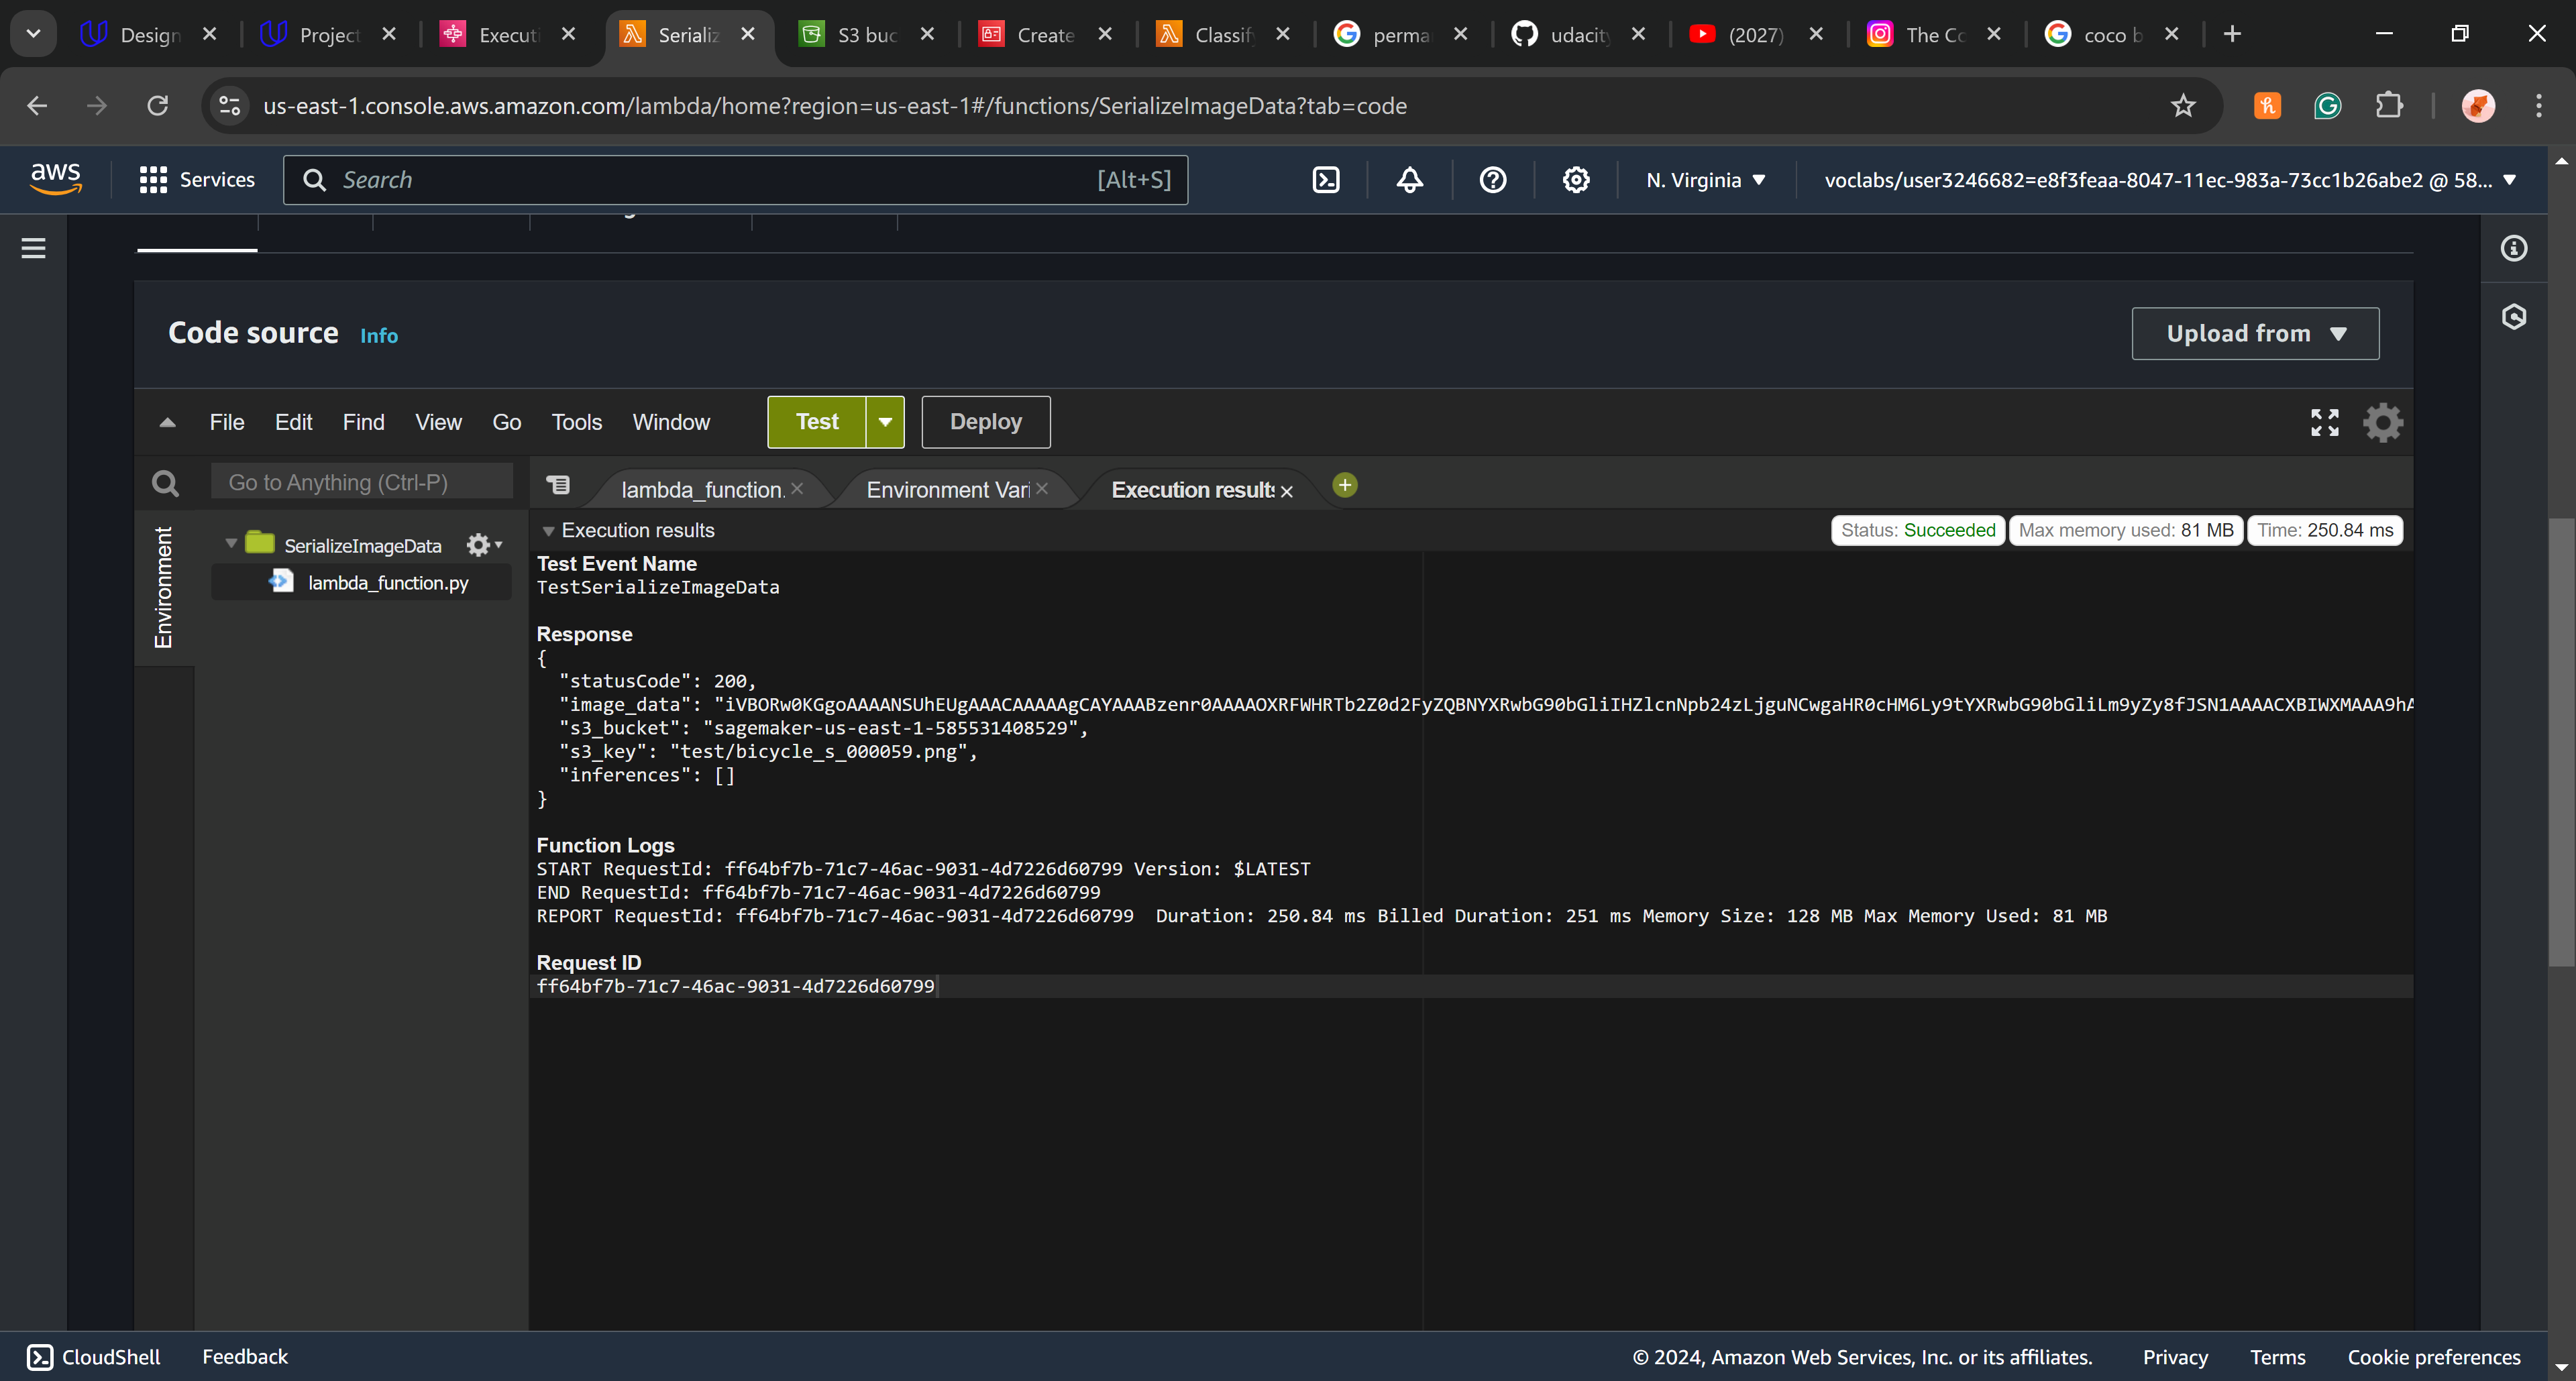 Design
Project
Executi
Serializ
S3 buc
Create
Classify
perma
udacity
(2027)
The Co
coco b
us-east-1.console.aws.amazon.com/lambda/home?region=us-east-1#/functions/SerializeImageData?tab=code
aws
Services
Search
[Alt+S]
N. Virginia
voclabs/user3246682=e8f3feaa-8047-11ec-983a-73cc1b26abe2 @ 58...
Code source
Info
Upload from
File
Edit
Find
View
Go
Tools
Window
Test
Deploy
Go to Anything (Ctrl-P)
lambda_function.
Environment Vari
Execution results
Environment
SerializeImageData
lambda_function.py
Execution results
Status: Succeeded
Max memory used: 81 MB
Time: 250.84 ms
Test Event Name
TestSerializeImageData
Response
{
"statusCode": 200,
"image_data": "iVBORw0KGgoAAAANSUhEUgAAACAAAAAgCAYAAABzenr0AAAAOXRFWHRTb2Z0d2FyZQBNYXRwbG90bGliIHZlcnNpb24zLjguNCwgaHR0cHM6Ly9tYXRwbG90bGliLm9yZy8fJSN1AAAACXBIWXMAAA9hA
"s3_bucket": "sagemaker-us-east-1-585531408529",
"s3_key": "test/bicycle_s_000059.png",
"inferences": []
}
Function Logs
START RequestId: ff64bf7b-71c7-46ac-9031-4d7226d60799 Version: $LATEST
END RequestId: ff64bf7b-71c7-46ac-9031-4d7226d60799
REPORT RequestId: ff64bf7b-71c7-46ac-9031-4d7226d60799 Duration: 250.84 ms Billed Duration: 251 ms Memory Size: 128 MB Max Memory Used: 81 MB
Request ID
ff64bf7b-71c7-46ac-9031-4d7226d60799
CloudShell
Feedback
© 2024, Amazon Web Services, Inc. or its affiliates.
Privacy
Terms
Cookie preferences